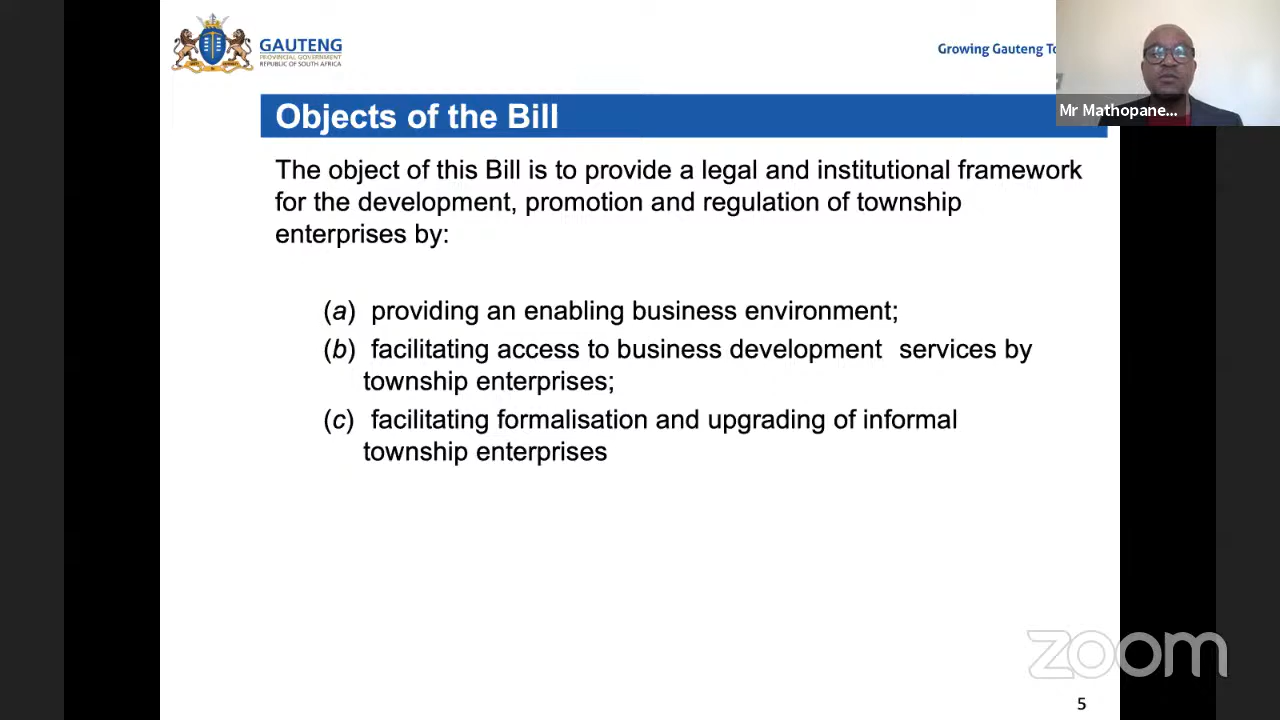 GAUTENG
PROVINCIAL GOVERNMENT
REPUBLIC OF SOUTH AFRICA
Growing Gauteng To
Mr Mathopane...
Objects of the Bill
The object of this Bill is to provide a legal and institutional framework
for the development, promotion and regulation of township
enterprises by:
(a) providing an enabling business environment;
(b) facilitating access to business development services by
township enterprises;
(c) facilitating formalisation and upgrading of informal
township enterprises
zoom
5